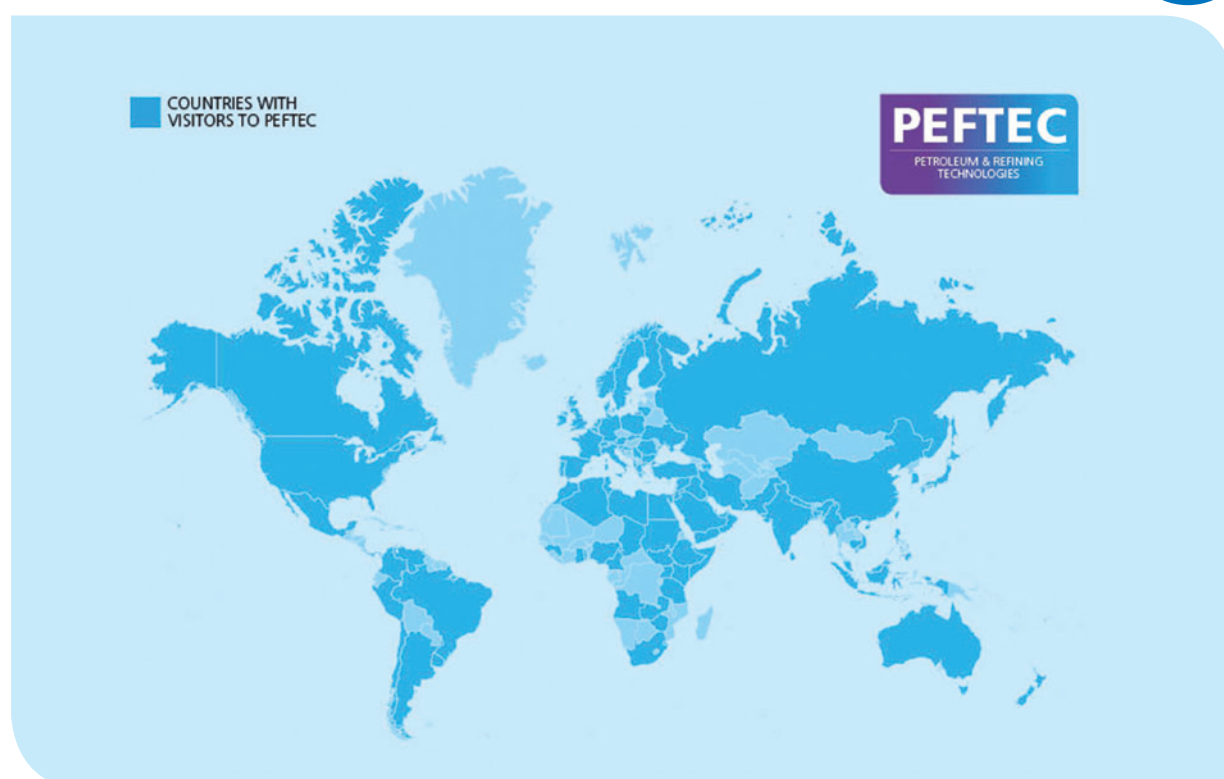 COUNTRIES WITH
VISITORS TO PEFTEC
PEFTEC
PETROLEUM & REFINING
TECHNOLOGIES